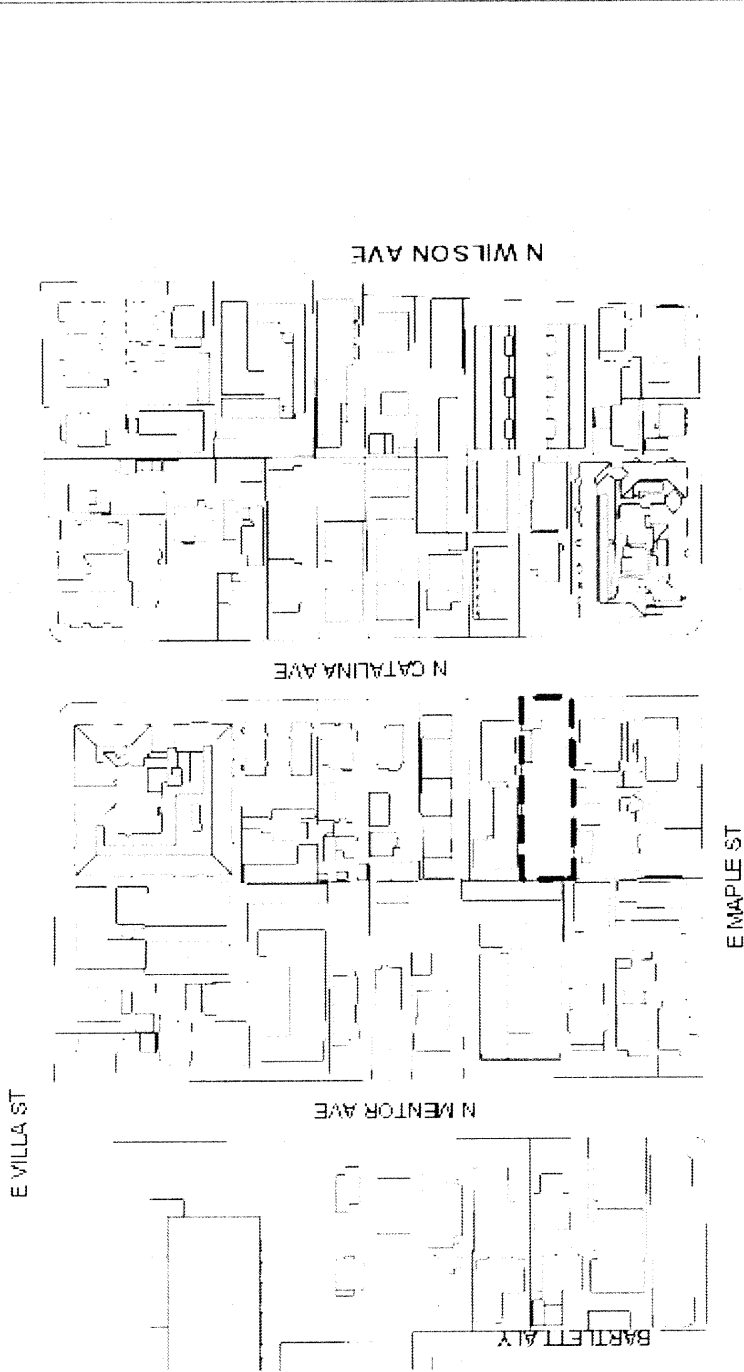 N WILSON AVE
N CATALINA AVE
E MAPLE ST
N MENTOR AVE
E VILLA ST
BARTLETT ALY